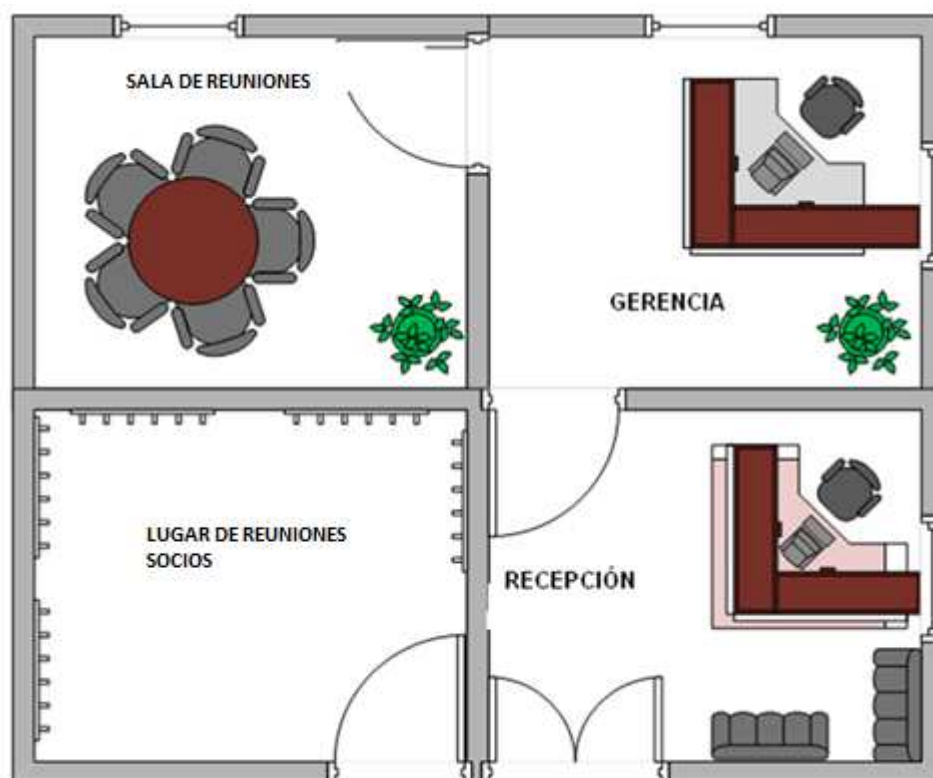 SALA DE REUNIONES
GERENCIA
LUGAR DE REUNIONES
SOCIOS
RECEPCIÓN